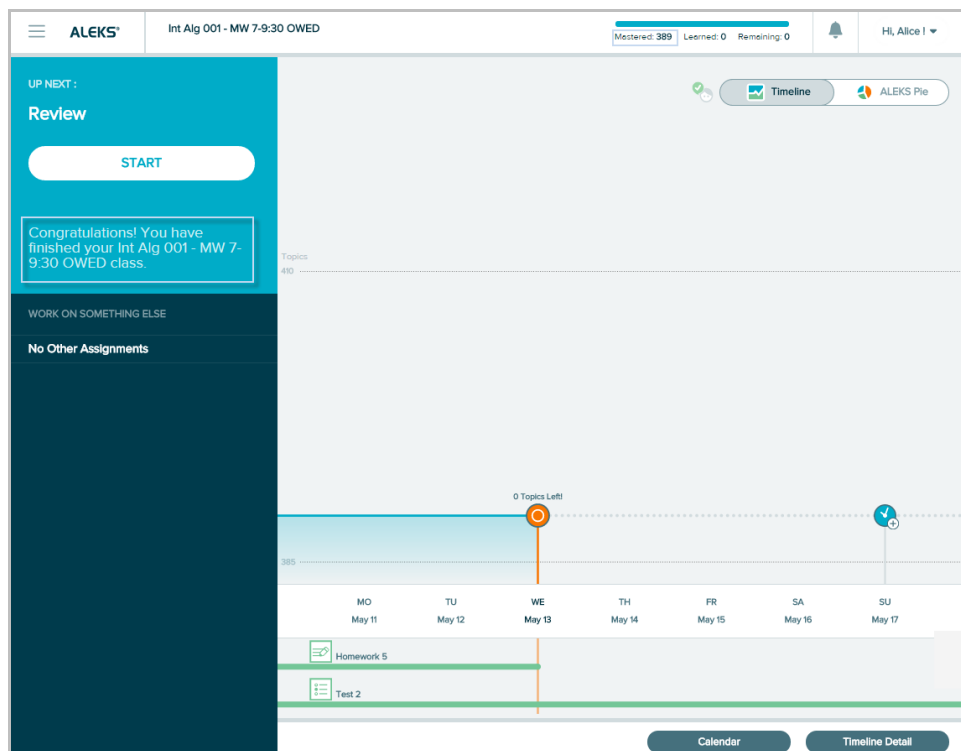 ALEKS®
Int Alg 001 - MW 7-9:30 OWED
Mastered: 389 Learned: 0 Remaining: 0
Hi, Alice !
UP NEXT :
Review
START
Congratulations! You have
finished your Int Alg 001 - MW 7-
9:30 OWED class.
WORK ON SOMETHING ELSE
No Other Assignments
Timeline
ALEKS Pie
Topics
410
0 Topics Left!
385
MO TU WE TH FR SA SU
May 11 May 12 May 13 May 14 May 15 May 16 May 17
Homework 5
Test 2
Calendar
Timeline Detail